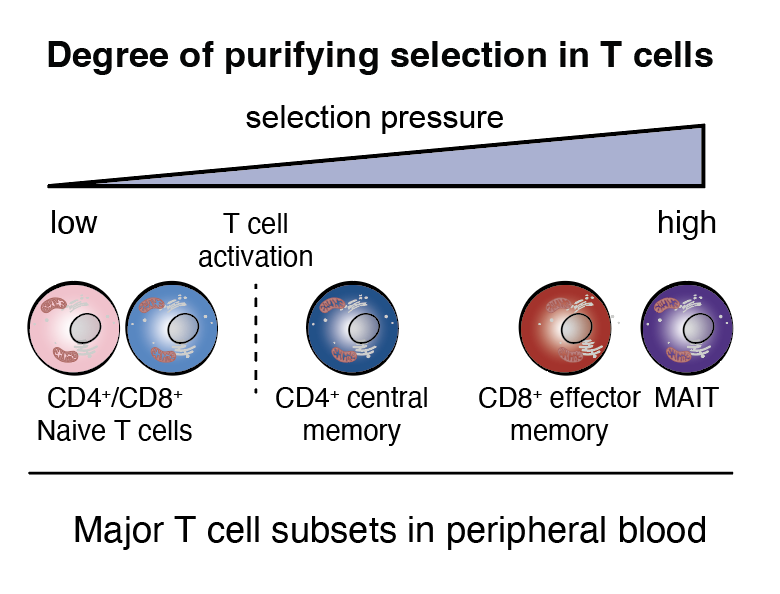 Degree of purifying selection in T cells
selection pressure
low
T cell
activation
high
CD4⁺/CD8⁺
Naive T cells
CD4⁺ central
memory
CD8⁺ effector
memory
MAIT
Major T cell subsets in peripheral blood